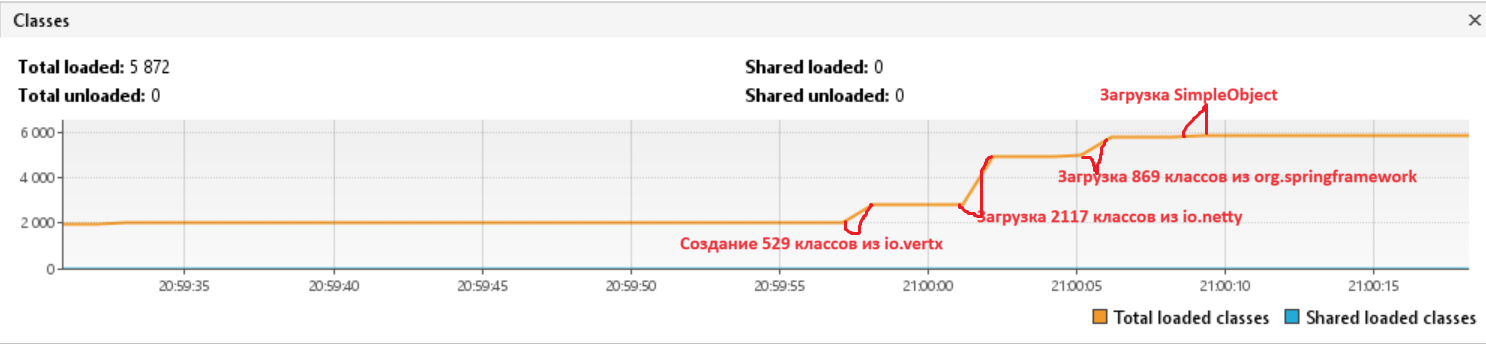 Classes
Total loaded: 5 872
Shared loaded: 0
Total unloaded: 0
Shared unloaded: 0
Загрузка SimpleObject
6 000
4 000
Загрузка 869 классов из org.springframework
2 000
Загрузка 2117 классов из io.netty
Создание 529 классов из io.vertx
0
20:59:35
20:59:40
20:59:45
20:59:50
20:59:55
21:00:00
21:00:05
21:00:10
21:00:15
Total loaded classes
Shared loaded classes